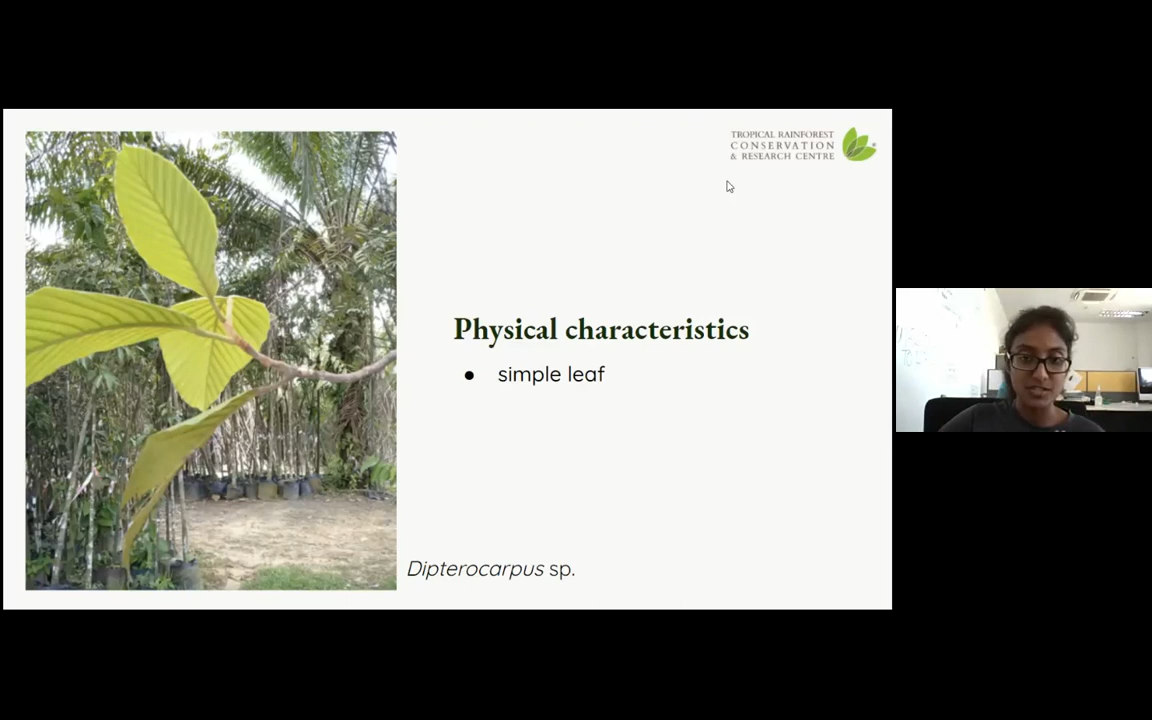 TROPICAL RAINFOREST
CONSERVATION
& RESEARCH CENTRE
Physical characteristics
● simple leaf
Dipterocarpus sp.